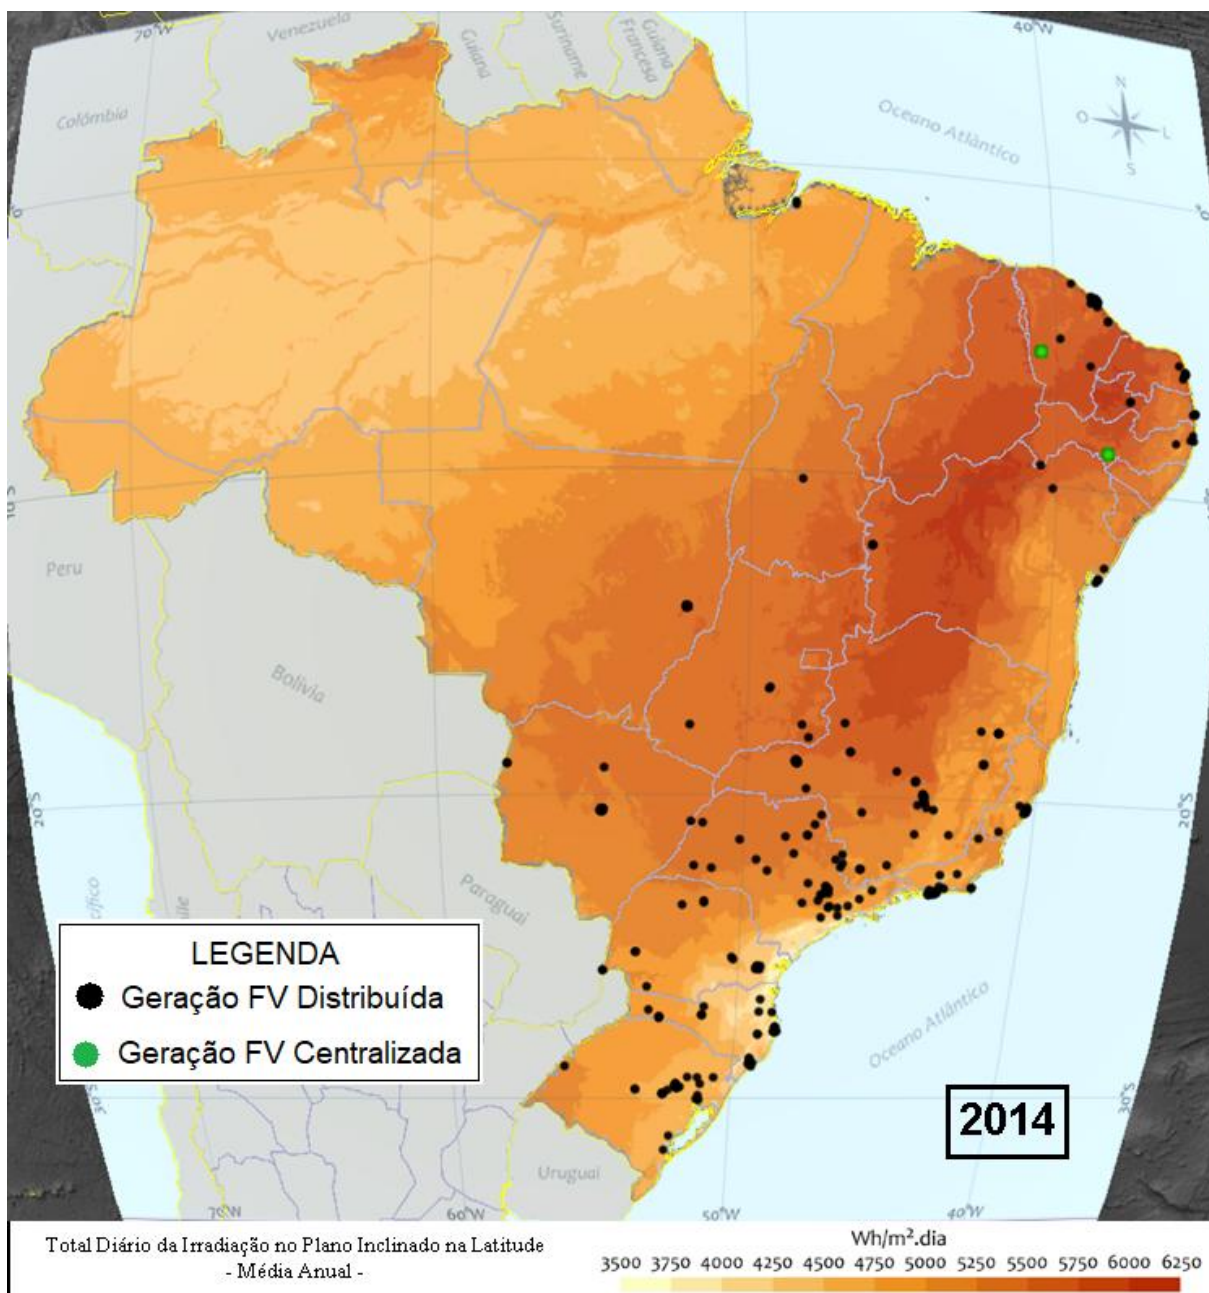 70°W
40°W
Venezuela
Guiana
Suriname
Guiana
Francesa
Colômbia
Oceano Atlântico
N
O
L
S
0°
Peru
10°S
Bolívia
20°S
20°S
Paraguai
LEGENDA
Geração FV Distribuída
Geração FV Centralizada
Oceano Atlântico
30°S
30°S
2014
Uruguai
70°W
60°W
50°W
40°W
Total Diário da Irradiação no Plano Inclinado na Latitude
- Média Anual -
Wh/m².dia
3500 3750 4000 4250 4500 4750 5000 5250 5500 5750 6000 6250